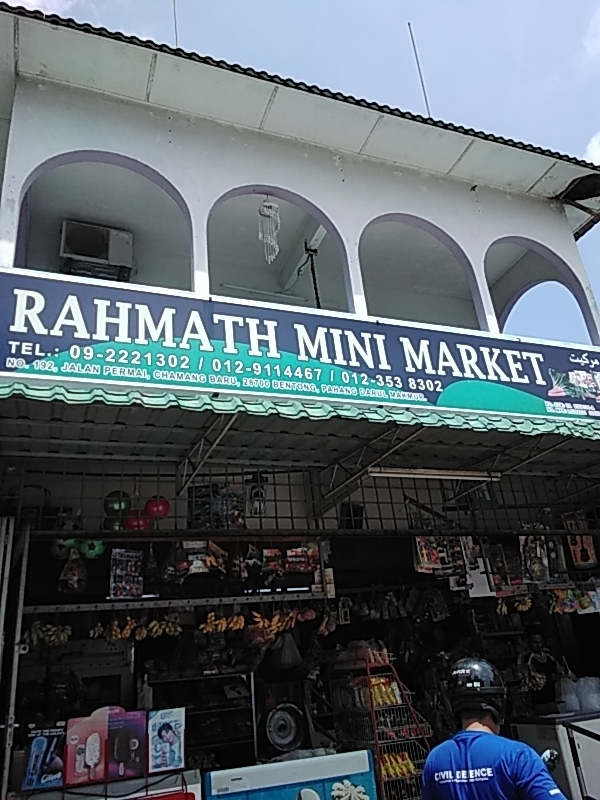 RAHMATH MINI MARKET
مركيت
TEL.: 09-2221302 / 012-9114467 / 012-353 8302
NO. 192, JALAN PERMAI, CHAMANG BARU, 28700 BENTONG, PAHANG DARUL MAKMUR.
CIVIL DEFENCE